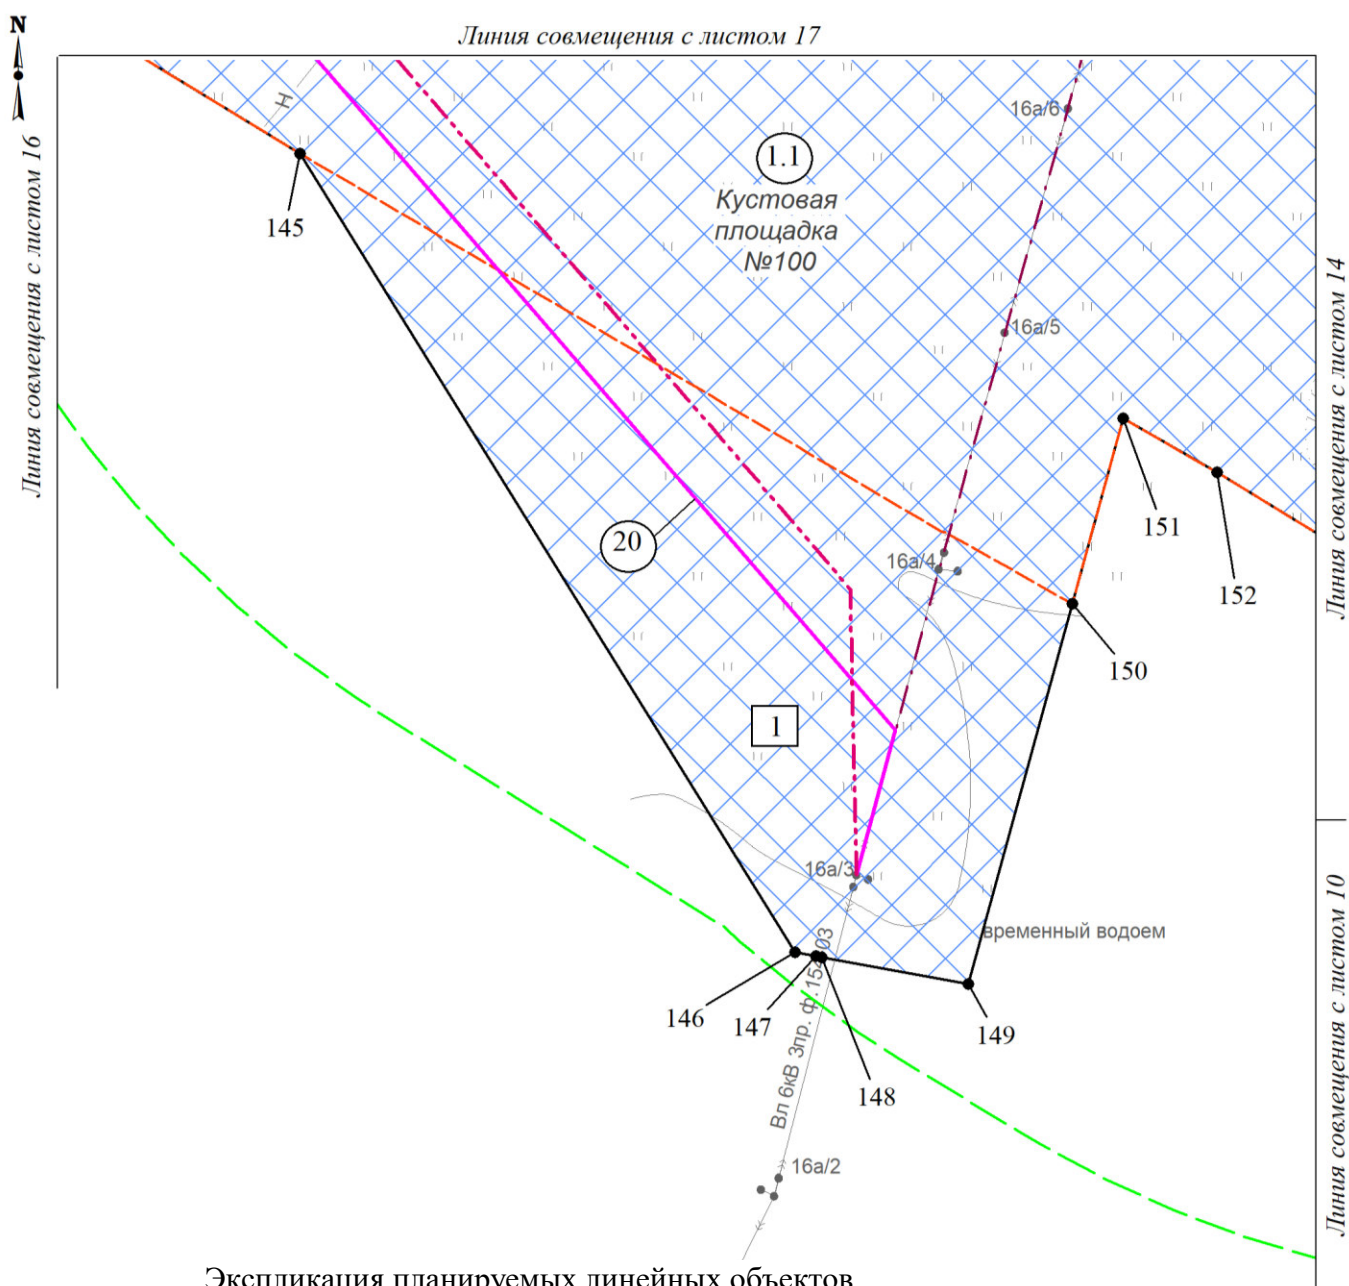 N
Линия совмещения с листом 17
Линия совмещения с листом 16
Н
16а/6
1.1
Кустовая
площадка
№100
145
16а/5
Линия совмещения с листом 14
151
20
16а/4
152
150
1
16а/3
временный водоем
Линия совмещения с листом 10
146
147
149
148
Вл 6кВ 3пр. ф.154-03
16а/2
Экспликация планируемых линейных объектов